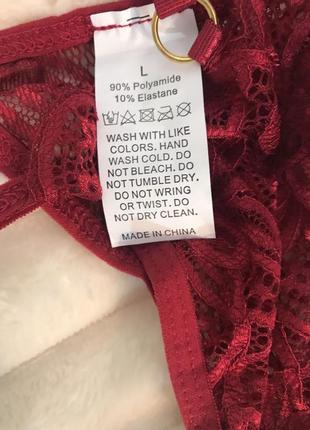 L
90% Polyamide
10% Elastane
WASH WITH LIKE
COLORS. HAND
WASH COLD. DO
NOT BLEACH. DO
NOT TUMBLE DRY.
DO NOT WRING
OR TWIST. DO
NOT DRY CLEAN.
MADE IN CHINA